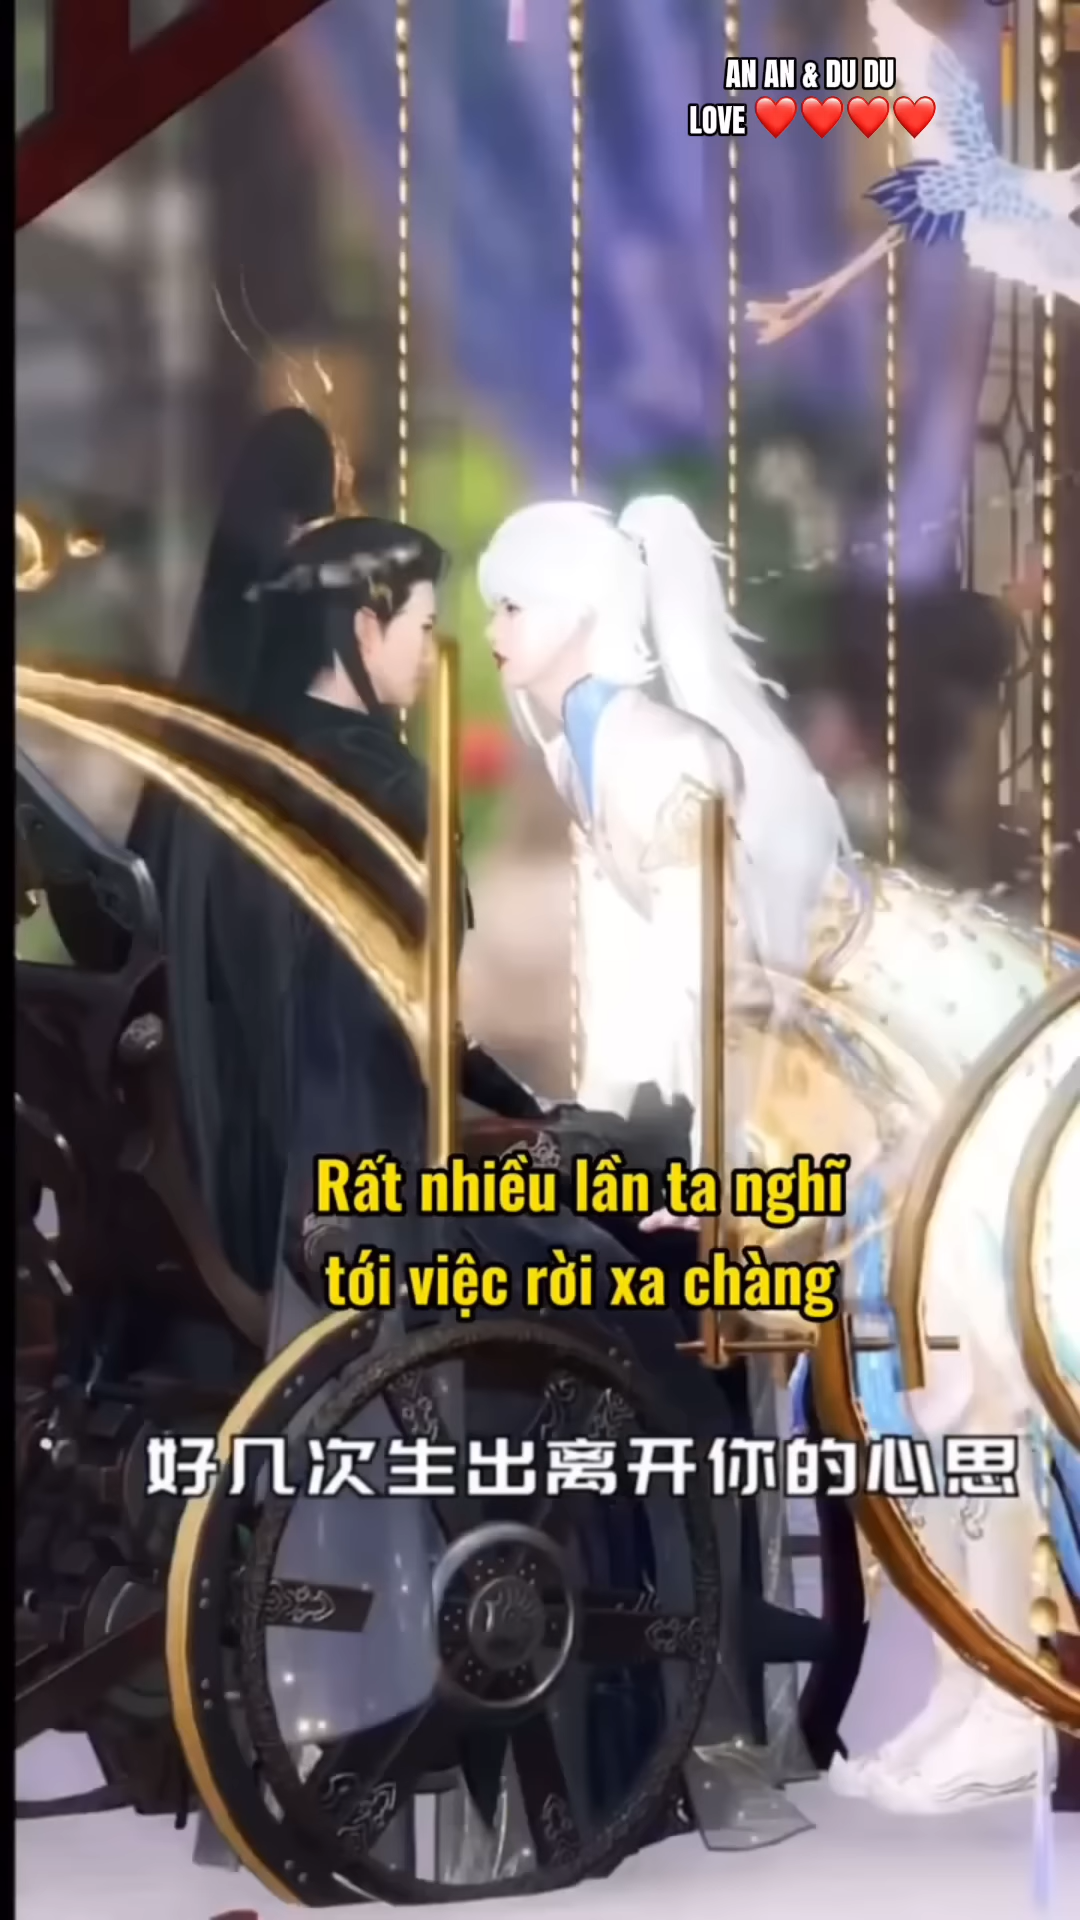 AN AN & DU DU
LOVE ❤️❤️❤️❤️
Rất nhiều lần ta nghĩ
tới việc rời xa chàng
好几次生出离开你的心思